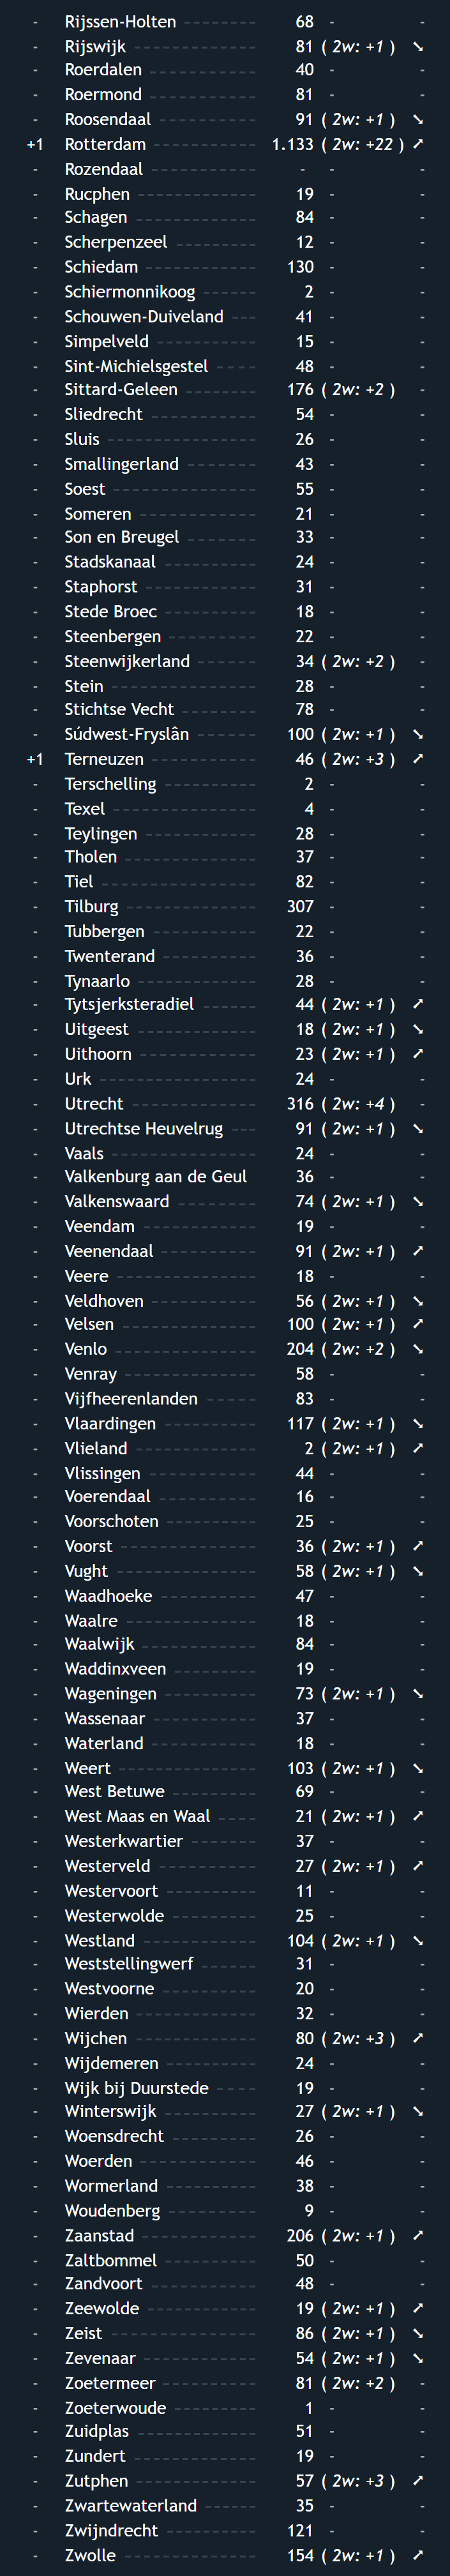 - Rijssen-Holten 68 - -
- Rijswijk 81 ( 2w: +1 ) ➘
- Roerdalen 40 - -
- Roermond 81 - -
- Roosendaal 91 ( 2w: +1 ) ➘
+1 Rotterdam 1.133 ( 2w: +22 ) ➚
- Rozendaal - - -
- Rucphen 19 - -
- Schagen 84 - -
- Scherpenzeel 12 - -
- Schiedam 130 - -
- Schiermonnikoog 2 - -
- Schouwen-Duiveland 41 - -
- Simpelveld 15 - -
- Sint-Michielsgestel 48 - -
- Sittard-Geleen 176 ( 2w: +2 ) -
- Sliedrecht 54 - -
- Sluis 26 - -
- Smallingerland 43 - -
- Soest 55 - -
- Someren 21 - -
- Son en Breugel 33 - -
- Stadskanaal 24 - -
- Staphorst 31 - -
- Stede Broec 18 - -
- Steenbergen 22 - -
- Steenwijkerland 34 ( 2w: +2 ) -
- Stein 28 - -
- Stichtse Vecht 78 - -
- Súdwest-Fryslân 100 ( 2w: +1 ) ➘
+1 Terneuzen 46 ( 2w: +3 ) ➚
- Terschelling 2 - -
- Texel 4 - -
- Teylingen 28 - -
- Tholen 37 - -
- Tiel 82 - -
- Tilburg 307 - -
- Tubbergen 22 - -
- Twenterand 36 - -
- Tynaarlo 28 - -
- Tytsjerksteradiel 44 ( 2w: +1 ) ➚
- Uitgeest 18 ( 2w: +1 ) ➘
- Uithoorn 23 ( 2w: +1 ) ➚
- Urk 24 - -
- Utrecht 316 ( 2w: +4 ) -
- Utrechtse Heuvelrug 91 ( 2w: +1 ) ➘
- Vaals 24 - -
- Valkenburg aan de Geul 36 - -
- Valkenswaard 74 ( 2w: +1 ) ➘
- Veendam 19 - -
- Veenendaal 91 ( 2w: +1 ) ➚
- Veere 18 - -
- Veldhoven 56 ( 2w: +1 ) ➘
- Velsen 100 ( 2w: +1 ) ➚
- Venlo 204 ( 2w: +2 ) ➘
- Venray 58 - -
- Vijfheerenlanden 83 - -
- Vlaardingen 117 ( 2w: +1 ) ➘
- Vlieland 2 ( 2w: +1 ) ➚
- Vlissingen 44 - -
- Voerendaal 16 - -
- Voorschoten 25 - -
- Voorst 36 ( 2w: +1 ) ➚
- Vught 58 ( 2w: +1 ) ➘
- Waadhoeke 47 - -
- Waalre 18 - -
- Waalwijk 84 - -
- Waddinxveen 19 - -
- Wageningen 73 ( 2w: +1 ) ➘
- Wassenaar 37 - -
- Waterland 18 - -
- Weert 103 ( 2w: +1 ) ➘
- West Betuwe 69 - -
- West Maas en Waal 21 ( 2w: +1 ) ➚
- Westerkwartier 37 - -
- Westerveld 27 ( 2w: +1 ) ➚
- Westervoort 11 - -
- Westerwolde 25 - -
- Westland 104 ( 2w: +1 ) ➘
- Weststellingwerf 31 - -
- Westvoorne 20 - -
- Wierden 32 - -
- Wijchen 80 ( 2w: +3 ) ➚
- Wijdemeren 24 - -
- Wijk bij Duurstede 19 - -
- Winterswijk 27 ( 2w: +1 ) ➘
- Woensdrecht 26 - -
- Woerden 46 - -
- Wormerland 38 - -
- Woudenberg 9 - -
- Zaanstad 206 ( 2w: +1 ) ➚
- Zaltbommel 50 - -
- Zandvoort 48 - -
- Zeewolde 19 ( 2w: +1 ) ➚
- Zeist 86 ( 2w: +1 ) ➘
- Zevenaar 54 ( 2w: +1 ) ➘
- Zoetermeer 81 ( 2w: +2 ) -
- Zoeterwoude 1 - -
- Zuidplas 51 - -
- Zundert 19 - -
- Zutphen 57 ( 2w: +3 ) ➚
- Zwartewaterland 35 - -
- Zwijndrecht 121 - -
- Zwolle 154 ( 2w: +1 ) ➚